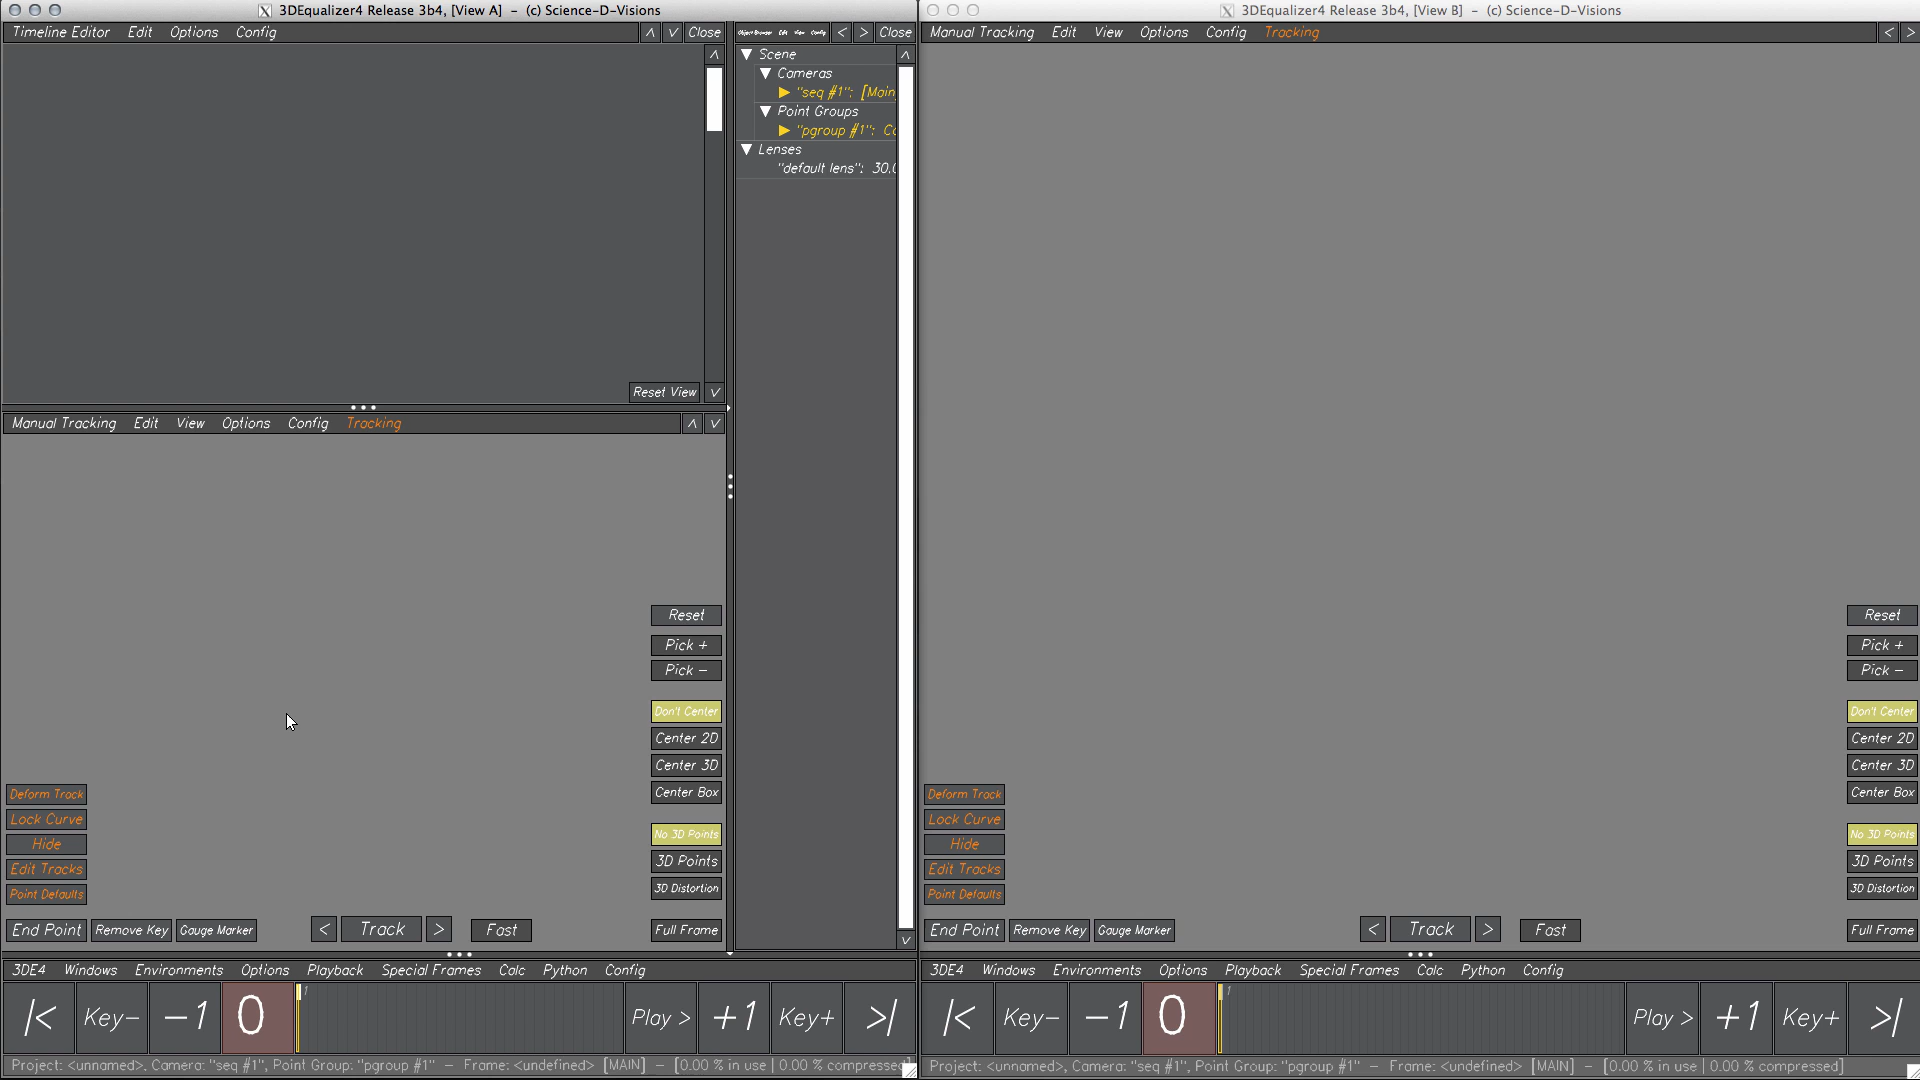 3DEqualizer4 Release 3b4, [View A]  -  (c) Science-D-Visions
Timeline Editor Edit Options Config
Close
Object Browser Edit View Config < > Close
Scene
Cameras
"seq #1": [Main
Point Groups
"pgroup #1": Ca
Lenses
"default lens": 30.0
Reset View
Manual Tracking Edit View Options Config Tracking
Reset
Pick +
Pick -
Don't Center
Center 2D
Center 3D
Center Box
No 3D Points
3D Points
3D Distortion
Deform Track
Lock Curve
Hide
Edit Tracks
Point Defaults
End Point Remove Key Gauge Marker < Track > Fast Full Frame
3DE4 Windows Environments Options Playback Special Frames Calc Python Config
|< Key- -1 0 1 Play > +1 Key+ >|
Project: <unnamed>, Camera: "seq #1", Point Group: "pgroup #1"  -  Frame: <undefined>  [MAIN]  -  [0.00 % in use | 0.00 % compressed]
3DEqualizer4 Release 3b4, [View B]  -  (c) Science-D-Visions
Manual Tracking Edit View Options Config Tracking < >
Reset
Pick +
Pick -
Don't Center
Center 2D
Center 3D
Center Box
No 3D Points
3D Points
3D Distortion
Deform Track
Lock Curve
Hide
Edit Tracks
Point Defaults
End Point Remove Key Gauge Marker < Track > Fast Full Frame
3DE4 Windows Environments Options Playback Special Frames Calc Python Config
|< Key- -1 0 1 Play > +1 Key+ >|
Project: <unnamed>, Camera: "seq #1", Point Group: "pgroup #1"  -  Frame: <undefined>  [MAIN]  -  [0.00 % in use | 0.00 % compressed]